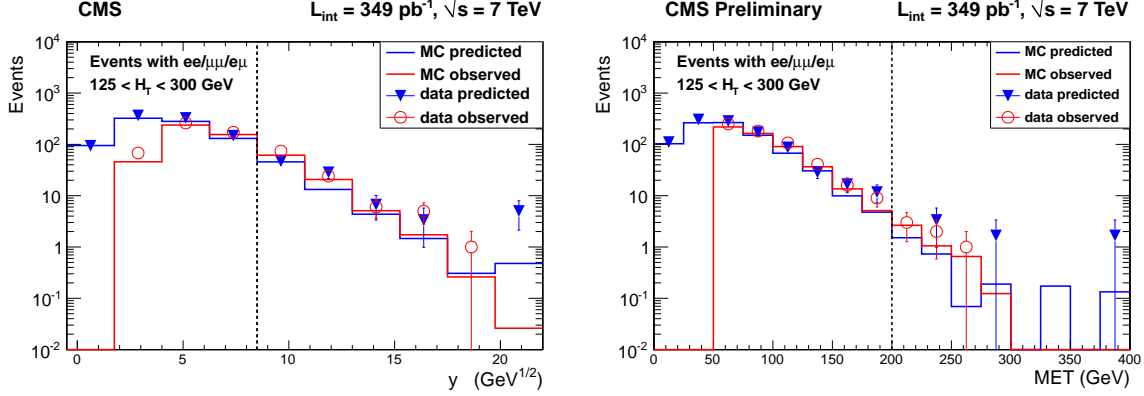 CMS
L_int = 349 pb⁻¹, √s = 7 TeV
Events
10⁴
10³
10²
10
1
10⁻¹
10⁻²
Events with ee/μμ/eμ
125 < H_T < 300 GeV
MC predicted
MC observed
data predicted
data observed
0 5 10 15 20
y (GeV^1/2)
CMS Preliminary
L_int = 349 pb⁻¹, √s = 7 TeV
Events
10⁴
10³
10²
10
1
10⁻¹
10⁻²
Events with ee/μμ/eμ
125 < H_T < 300 GeV
MC predicted
MC observed
data predicted
data observed
0 50 100 150 200 250 300 350 400
MET (GeV)